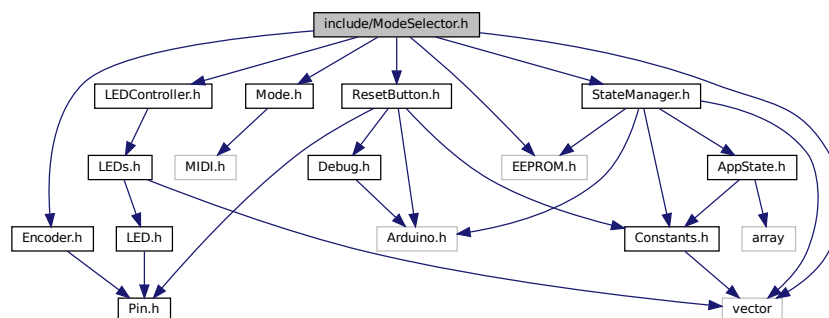 include/ModeSelector.h
LEDController.h
Mode.h
ResetButton.h
StateManager.h
LEDs.h
MIDI.h
Debug.h
EEPROM.h
AppState.h
Encoder.h
LED.h
Arduino.h
Constants.h
array
Pin.h
vector